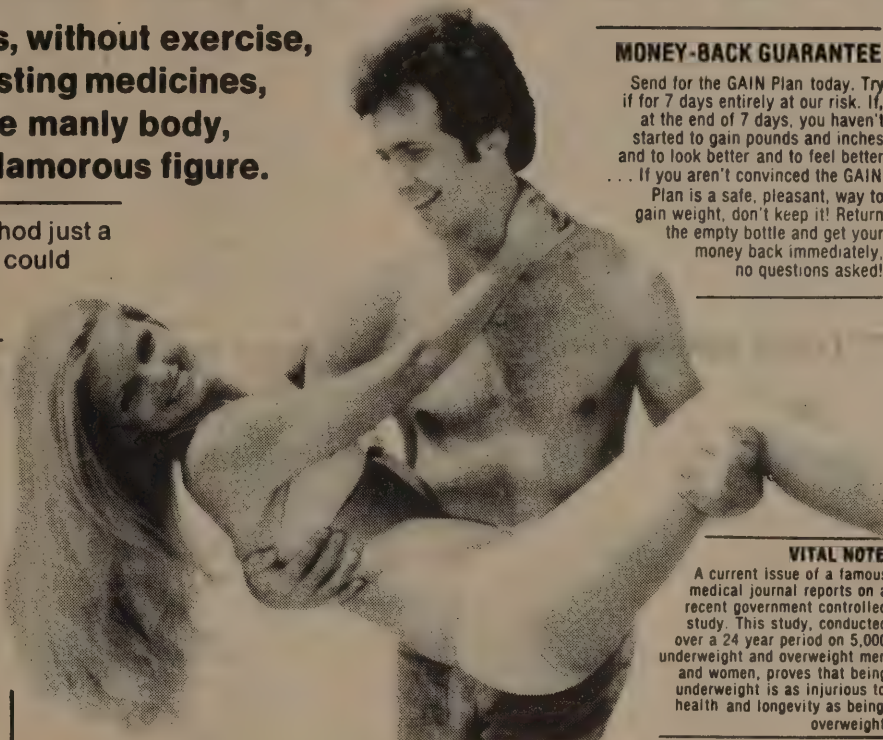 s, without exercise,
sting medicines,
e manly body,
lamorous figure.
hod just a
could
MONEY-BACK GUARANTEE
Send for the GAIN Plan today. Try
if for 7 days entirely at our risk. If,
at the end of 7 days, you haven't
started to gain pounds and inches
and to look better and to feel better
. . . If you aren't convinced the GAIN
Plan is a safe, pleasant, way to
gain weight, don't keep it! Return
the empty bottle and get your
money back immediately,
no questions asked!
VITAL NOTE
A current issue of a famous
medical journal reports on a
recent government controlled
study. This study, conducted
over a 24 year period on 5,000
underweight and overweight men
and women, proves that being
underweight is as injurious to
health and longevity as being
overweight